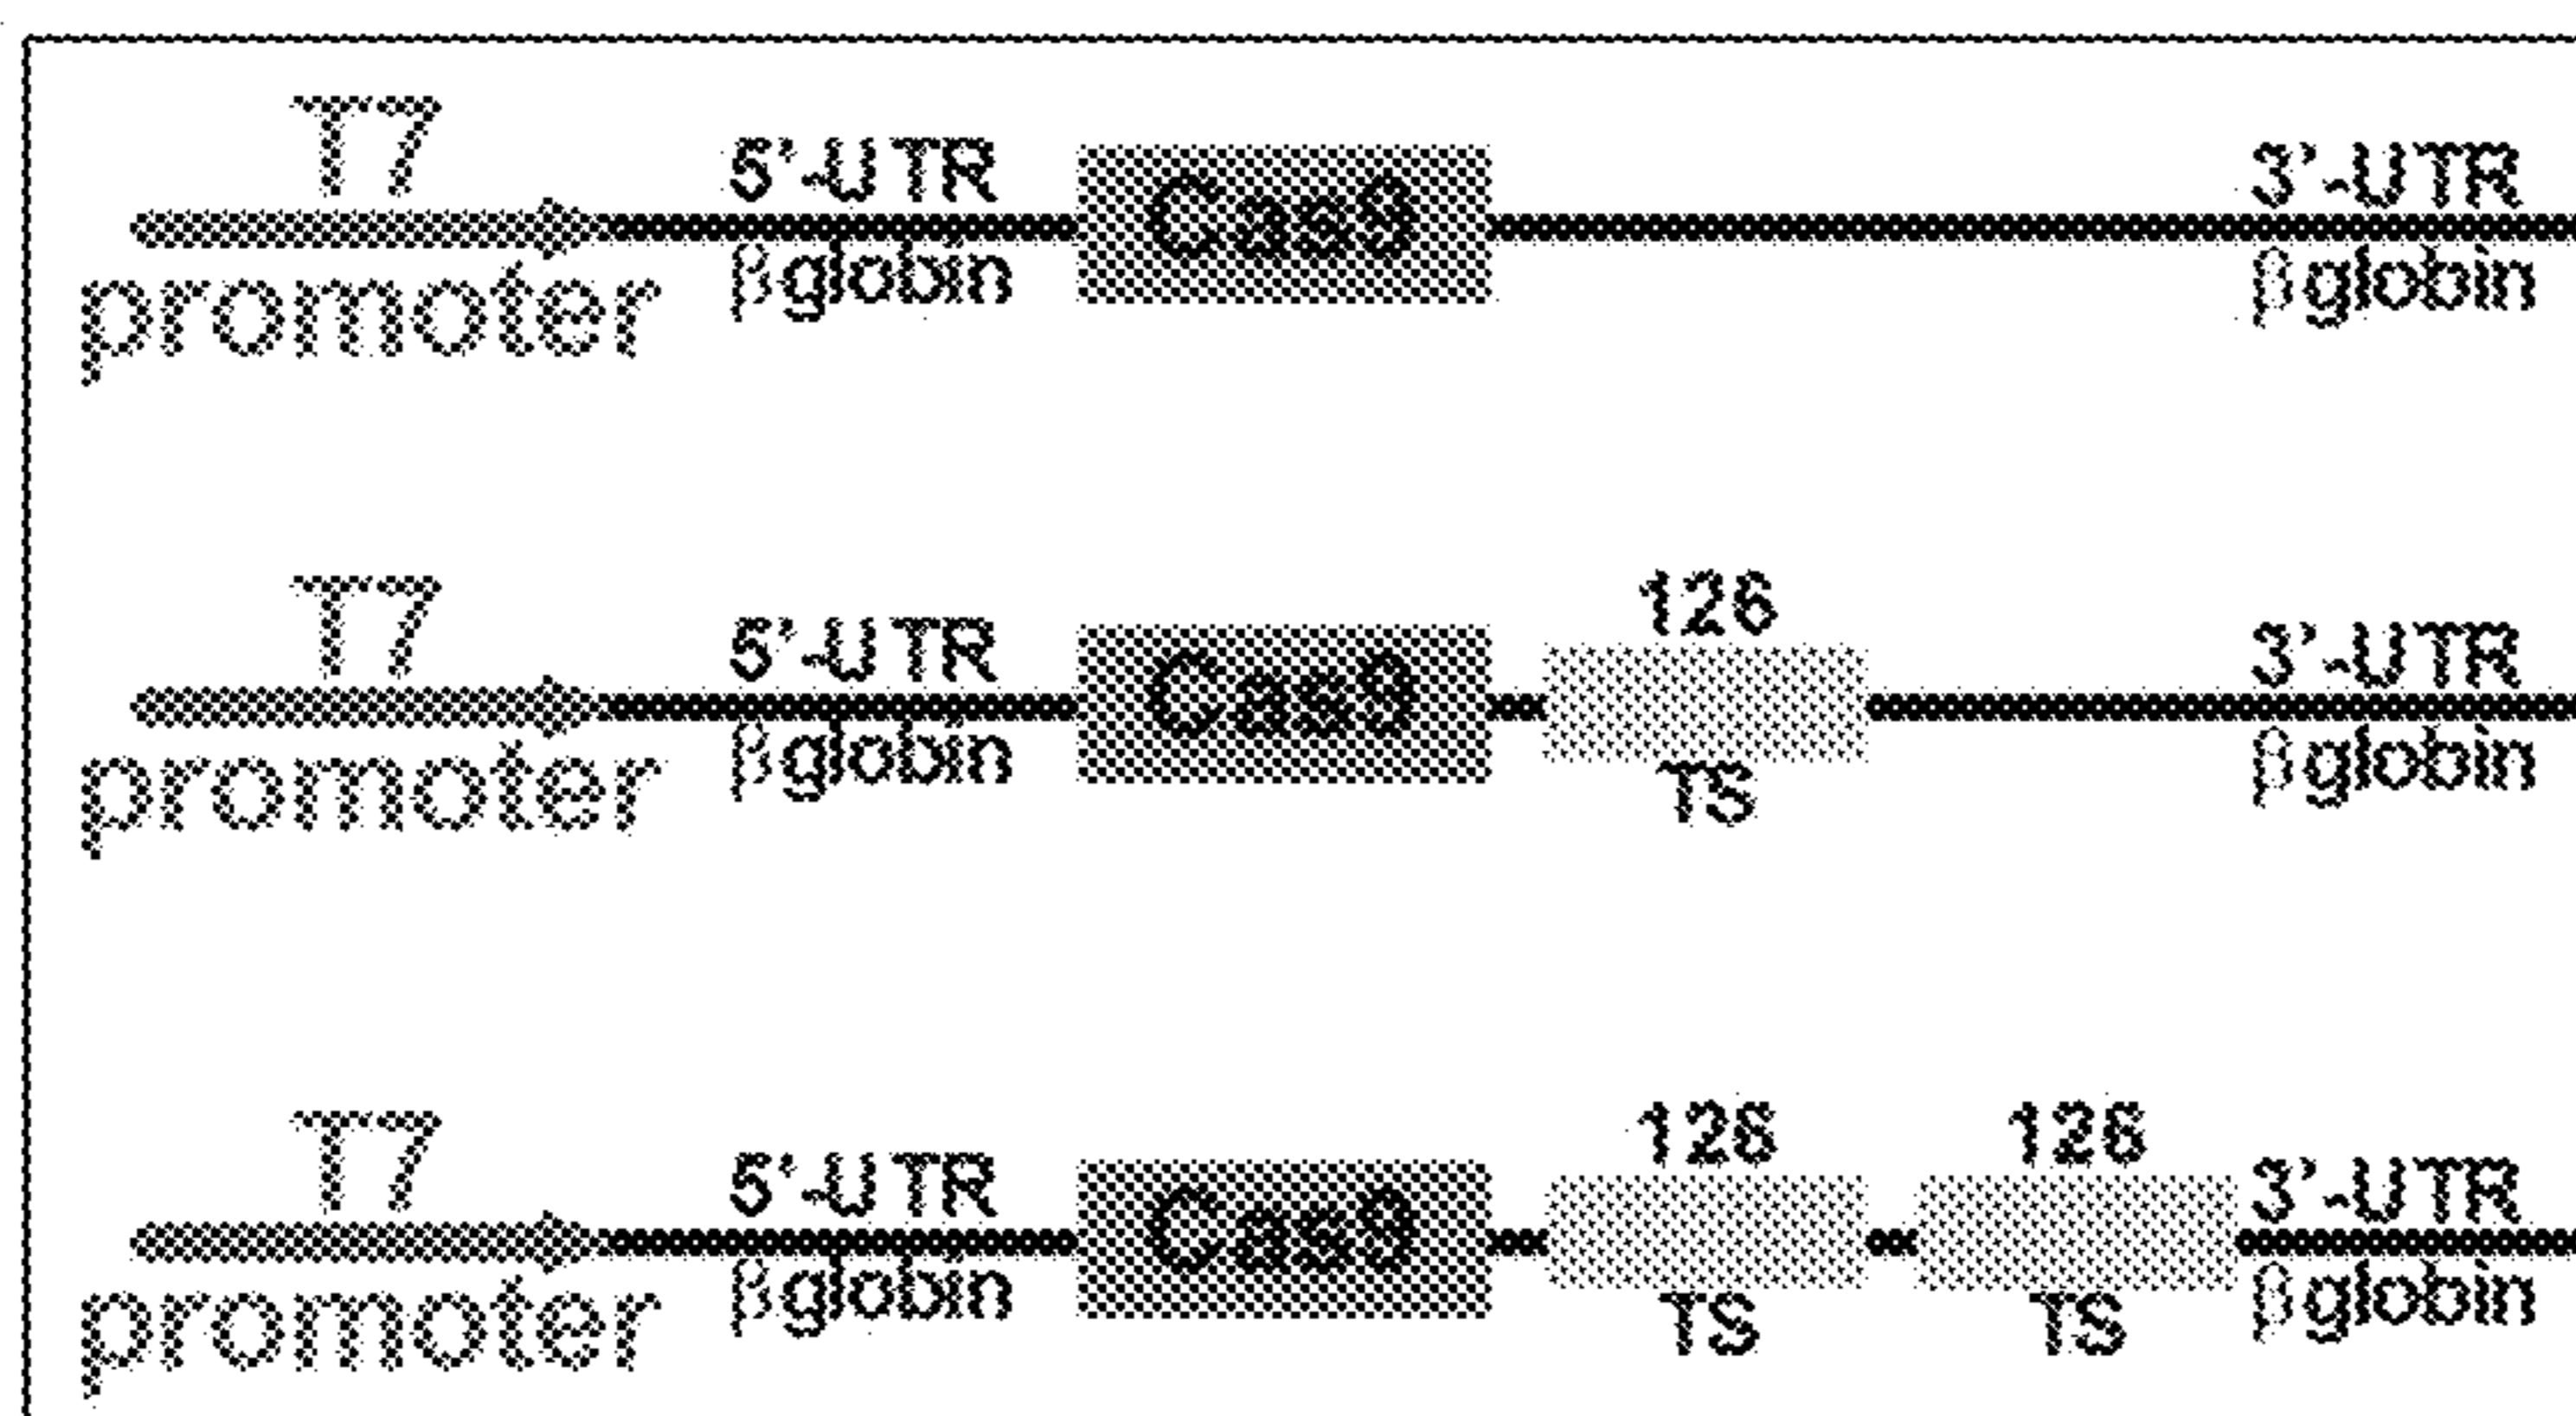 T7
promoter
5'-UTR
βglobin
Cas9
3'-UTR
βglobin
T7
promoter
5'-UTR
βglobin
Cas9
126
TS
3'-UTR
βglobin
T7
promoter
5'-UTR
βglobin
Cas9
126
TS
126
TS
3'-UTR
βglobin